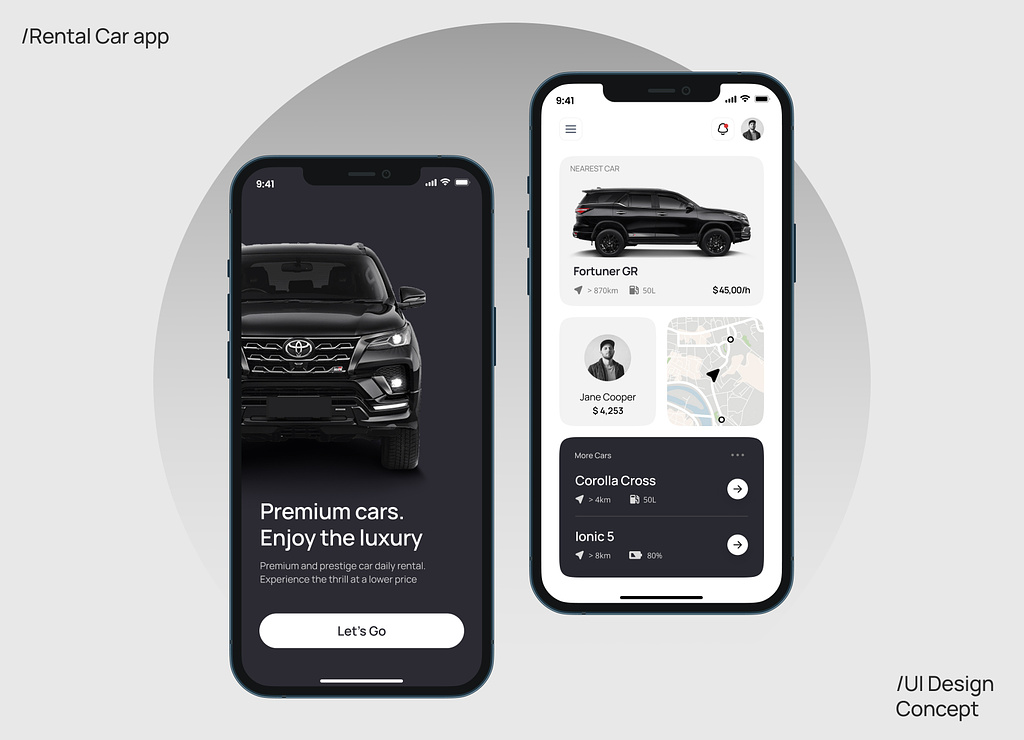 /Rental Car app
9:41
Premium cars.
Enjoy the luxury
Premium and prestige car daily rental.
Experience the thrill at a lower price
Let's Go
9:41
NEAREST CAR
Fortuner GR
> 870km 50L $45,00/h
Jane Cooper
$4,253
More Cars
Corolla Cross
> 4km 50L
Ionic 5
> 8km 80%
/UI Design
Concept